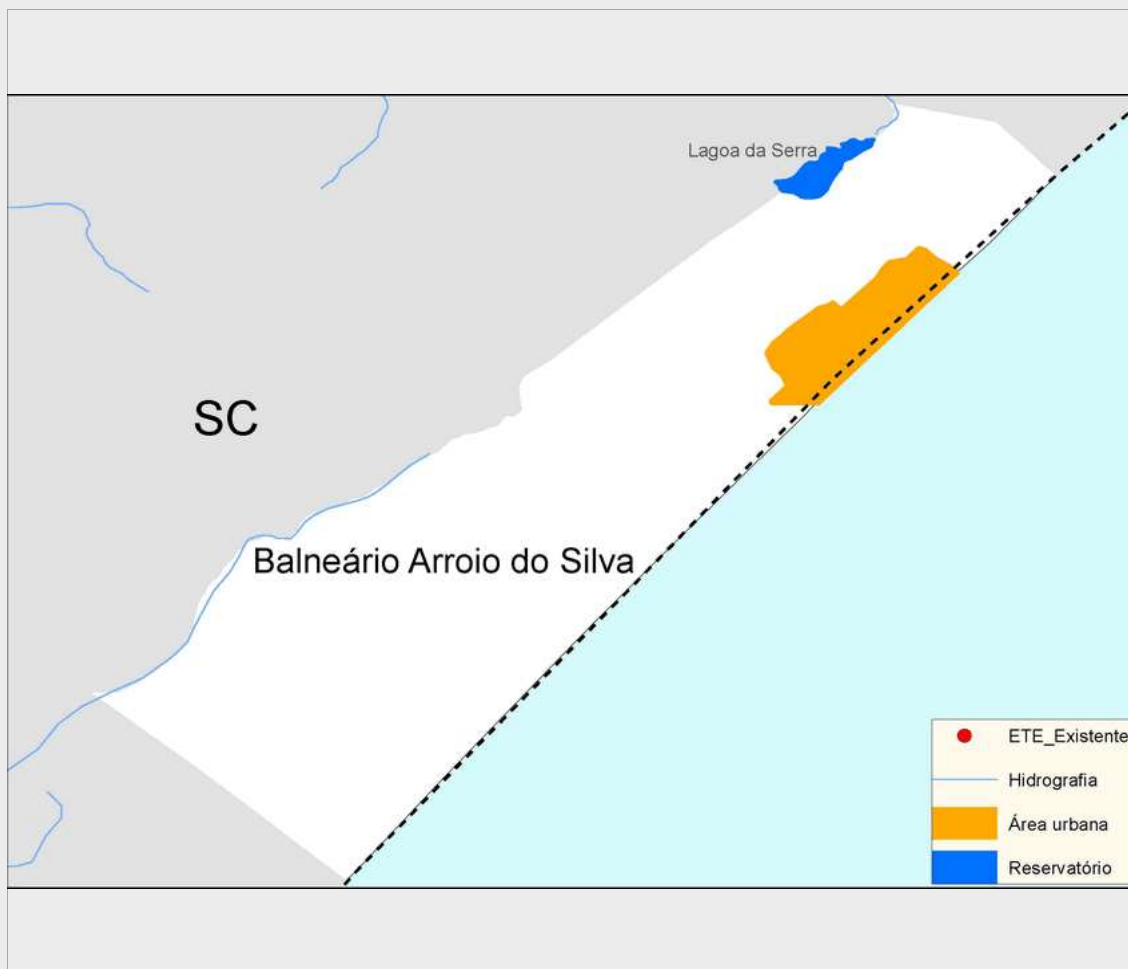 Lagoa da Serra
SC
Balneário Arroio do Silva
ETE_Existente
Hidrografia
Área urbana
Reservatório